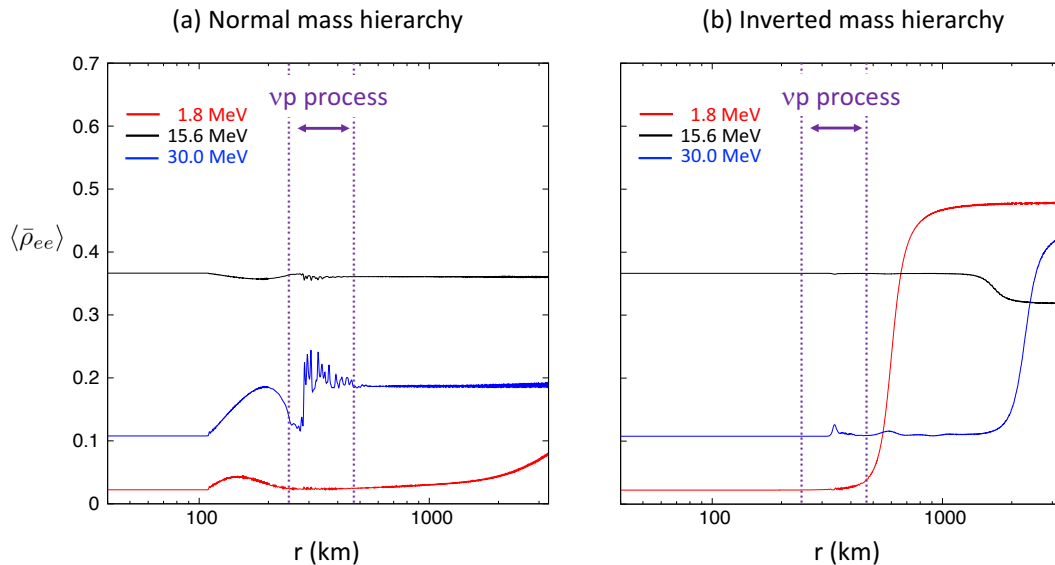 (a) Normal mass hierarchy
0.7
0.6
0.5
0.4
0.3
0.2
0.1
0
⟨ρ̄ₑₑ⟩
νp process
1.8 MeV
15.6 MeV
30.0 MeV
100
1000
r (km)
(b) Inverted mass hierarchy
νp process
1.8 MeV
15.6 MeV
30.0 MeV
100
1000
r (km)